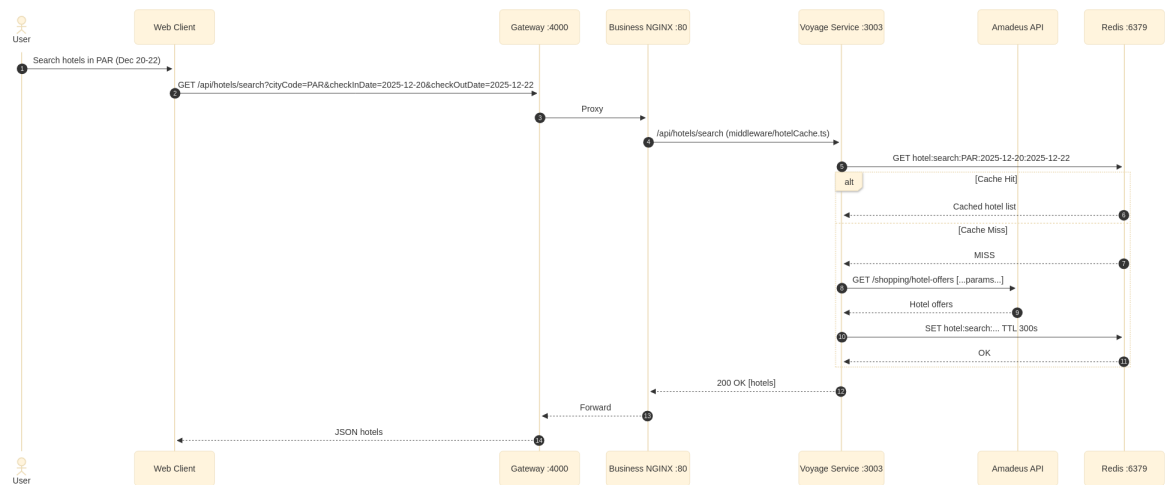 User
Web Client
Gateway :4000
Business NGINX :80
Voyage Service :3003
Amadeus API
Redis :6379
Search hotels in PAR (Dec 20-22)
1
GET /api/hotels/search?cityCode=PAR&checkInDate=2025-12-20&checkOutDate=2025-12-22
2
Proxy
3
/api/hotels/search (middleware/hotelCache.ts)
4
GET hotel:search:PAR:2025-12-20:2025-12-22
5
alt
[Cache Hit]
Cached hotel list
6
[Cache Miss]
MISS
7
GET /shopping/hotel-offers [...params...]
8
Hotel offers
9
SET hotel:search:... TTL 300s
10
OK
11
200 OK [hotels]
12
Forward
13
JSON hotels
14
User
Web Client
Gateway :4000
Business NGINX :80
Voyage Service :3003
Amadeus API
Redis :6379